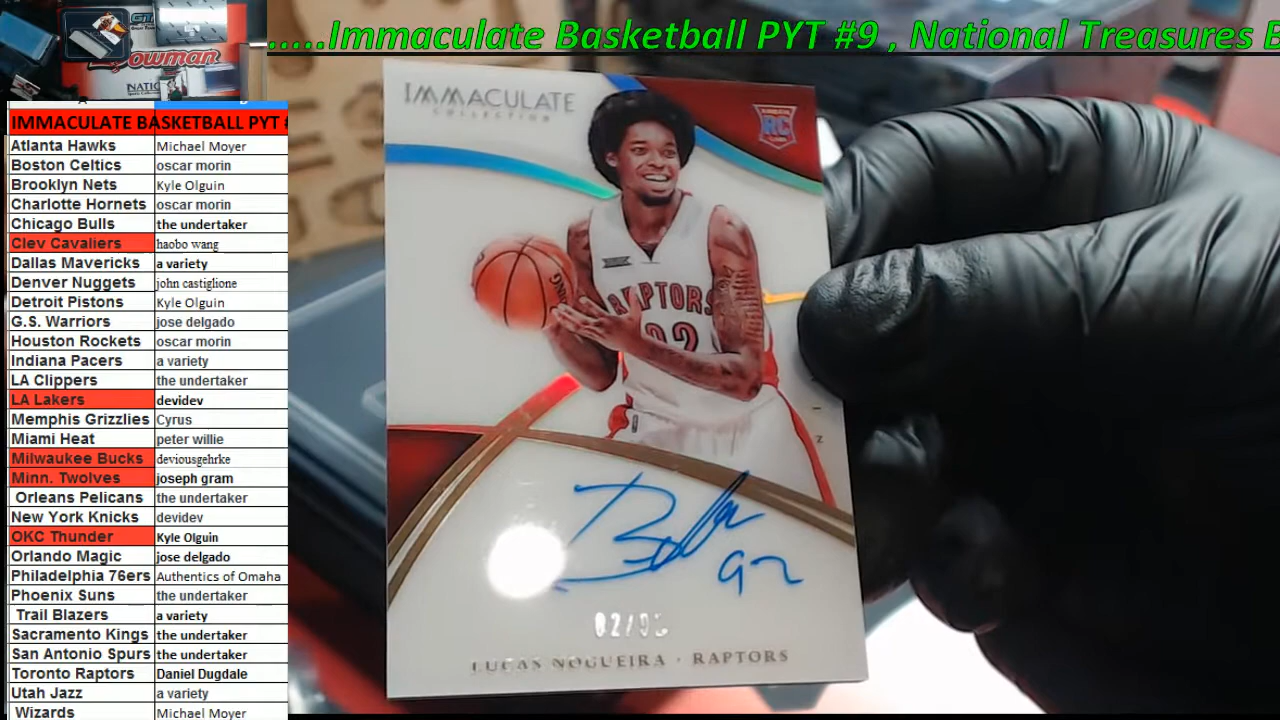 .....Immaculate Basketball PYT #9 , National Treasures B
Bowman
IMMACULATE BASKETBALL PYT #
Atlanta Hawks Michael Moyer
Boston Celtics oscar morin
Brooklyn Nets Kyle Olguin
Charlotte Hornets oscar morin
Chicago Bulls the undertaker
Clev Cavaliers haobo wang
Dallas Mavericks a variety
Denver Nuggets john castiglione
Detroit Pistons Kyle Olguin
G.S. Warriors jose delgado
Houston Rockets oscar morin
Indiana Pacers a variety
LA Clippers the undertaker
LA Lakers devidev
Memphis Grizzlies Cyrus
Miami Heat peter willie
Milwaukee Bucks deviousgehrke
Minn. Twolves joseph gram
Orleans Pelicans the undertaker
New York Knicks devidev
OKC Thunder Kyle Olguin
Orlando Magic jose delgado
Philadelphia 76ers Authentics of Omaha
Phoenix Suns the undertaker
Trail Blazers a variety
Sacramento Kings the undertaker
San Antonio Spurs the undertaker
Toronto Raptors Daniel Dugdale
Utah Jazz a variety
Wizards Michael Moyer
IMMACULATE
COLLECTION
RC
RAPTORS
92
LUCAS NOGUEIRA · RAPTORS